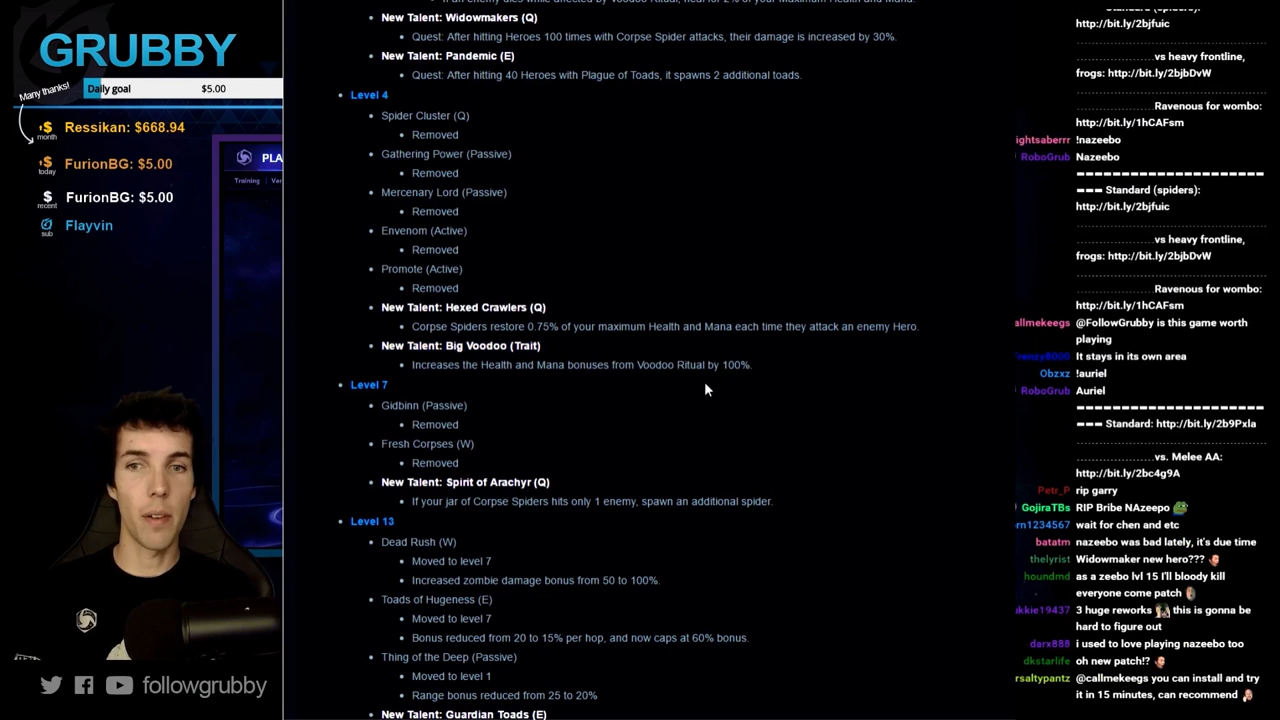 GRUBBY
Many thanks!
Daily goal $5.00
$ month Ressikan: $668.94
$ today FurionBG: $5.00
$ recent FurionBG: $5.00
sub Flayvin
PLA
Training
followgrubby
New Talent: Widowmakers (Q)
Quest: After hitting Heroes 100 times with Corpse Spider attacks, their damage is increased by 30%.
New Talent: Pandemic (E)
Quest: After hitting 40 Heroes with Plague of Toads, it spawns 2 additional toads.
Level 4
Spider Cluster (Q)
Removed
Gathering Power (Passive)
Removed
Mercenary Lord (Passive)
Removed
Envenom (Active)
Removed
Promote (Active)
Removed
New Talent: Hexed Crawlers (Q)
Corpse Spiders restore 0.75% of your maximum Health and Mana each time they attack an enemy Hero.
New Talent: Big Voodoo (Trait)
Increases the Health and Mana bonuses from Voodoo Ritual by 100%.
Level 7
Gidbinn (Passive)
Removed
Fresh Corpses (W)
Removed
New Talent: Spirit of Arachyr (Q)
If your jar of Corpse Spiders hits only 1 enemy, spawn an additional spider.
Level 13
Dead Rush (W)
Moved to level 7
Increased zombie damage bonus from 50 to 100%.
Toads of Hugeness (E)
Moved to level 7
Bonus reduced from 20 to 15% per hop, and now caps at 60% bonus.
Thing of the Deep (Passive)
Moved to level 1
Range bonus reduced from 25 to 20%
New Talent: Guardian Toads (E)
http://bit.ly/2bjfuic
vs heavy frontline,
frogs: http://bit.ly/2bjbDvW
Ravenous for wombo:
http://bit.ly/1hCAFsm
ightsaberrr !nazeebo
RoboGrub Nazeebo
Standard (spiders):
http://bit.ly/2bjfuic
vs heavy frontline,
frogs: http://bit.ly/2bjbDvW
Ravenous for wombo:
http://bit.ly/1hCAFsm
allmekeegs @FollowGrubby is this game worth
playing
It stays in its own area
Obzxz !auriel
RoboGrub Auriel
Standard: http://bit.ly/2b9Pxla
vs. Melee AA:
http://bit.ly/2bc4g9A
Petr_P rip garry
GojiraTBs RIP Bribe NAzeepo
rn1234567 wait for chen and etc
batatm nazeebo was bad lately, it's due time
thelyrist Widowmaker new hero???
houndmd as a zeebo lvl 15 I'll bloody kill
everyone come patch
ukkie19437 3 huge reworks this is gonna be
hard to figure out
darx888 i used to love playing nazeebo too
dkstarlife oh new patch!?
rsaltypantz @callmekeegs you can install and try
it in 15 minutes, can recommend